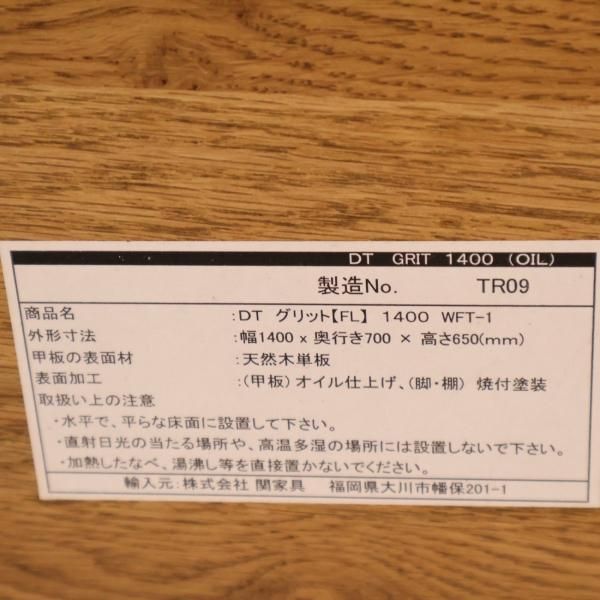 DT GRIT 1400 (OIL)
製造No. TR09
商品名 :DT グリット【FL】 1400 WFT-1
外形寸法 :幅1400 x 奥行き700 × 高さ650(mm)
甲板の表面材 :天然木単板
表面加工 :(甲板)オイル仕上げ、(脚・棚) 焼付塗装
取扱い上の注意
・水平で、平らな床面に設置して下さい。
・直射日光の当たる場所や、高温多湿の場所には設置しないで下さい。
・加熱したなべ、湯沸し等を直接置かないでください。
輸入元:株式会社 関家具 福岡県大川市幡保201-1